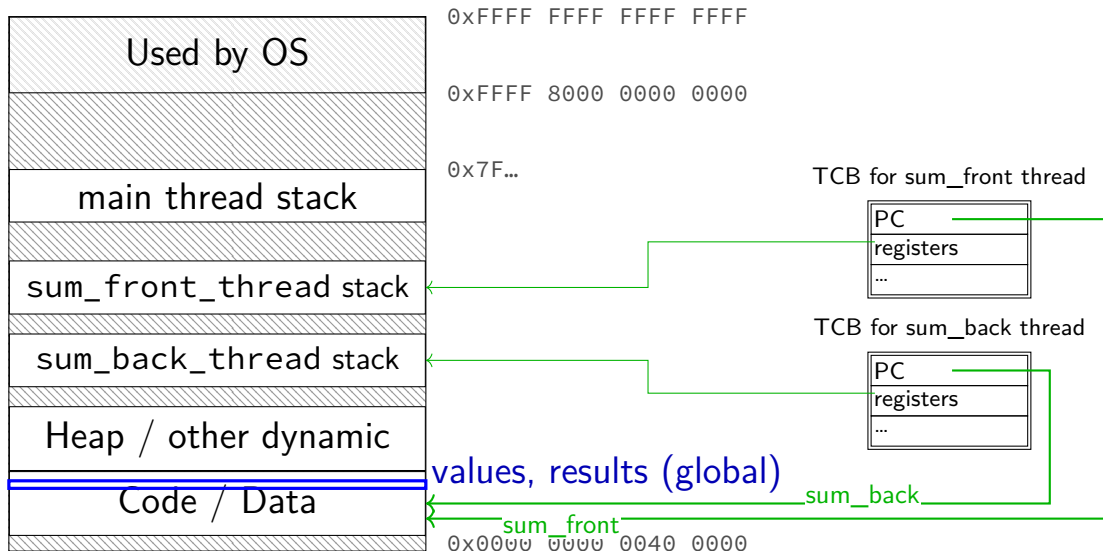 0xFFFF FFFF FFFF FFFF
Used by OS
0xFFFF 8000 0000 0000
0x7F…
main thread stack
sum_front_thread stack
sum_back_thread stack
Heap / other dynamic
values, results (global)
Code / Data
0x0000 0000 0040 0000
TCB for sum_front thread
PC
registers
...
TCB for sum_back thread
PC
registers
...
sum_back
sum_front